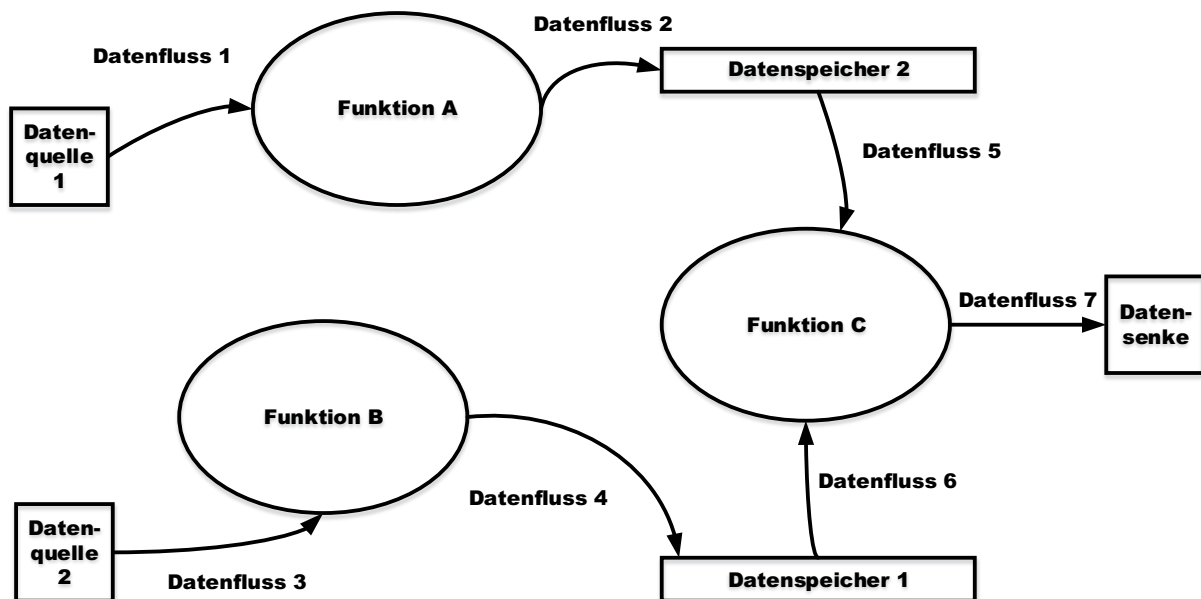 Datenfluss 1
Datenfluss 2
Datenspeicher 2
Funktion A
Daten-
quelle
1
Datenfluss 5
Funktion C
Datenfluss 7
Daten-
senke
Funktion B
Datenfluss 4
Datenfluss 6
Daten-
quelle
2
Datenfluss 3
Datenspeicher 1